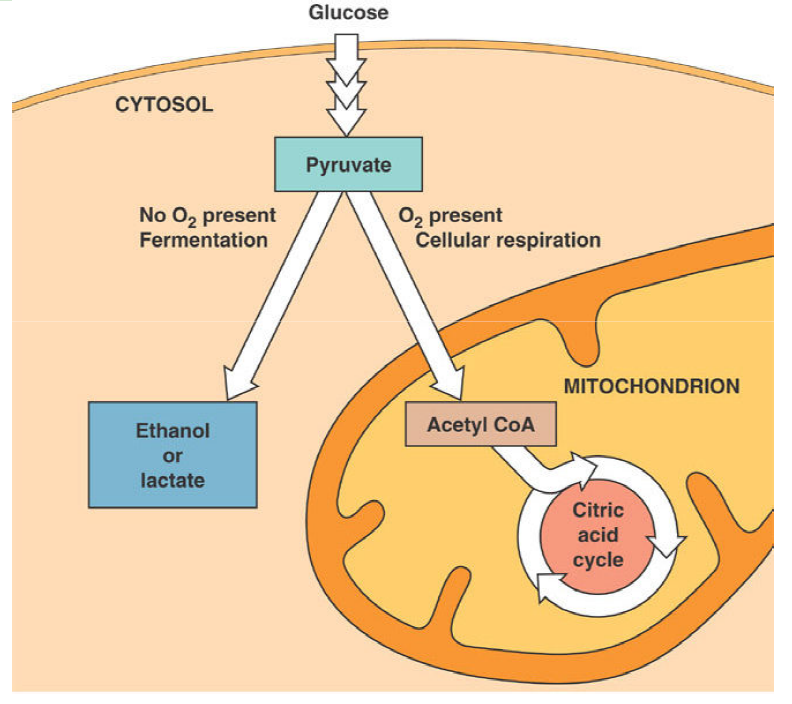 Glucose
CYTOSOL
Pyruvate
No O2 present
Fermentation
O2 present
Cellular respiration
MITOCHONDRION
Ethanol
or
lactate
Acetyl CoA
Citric
acid
cycle